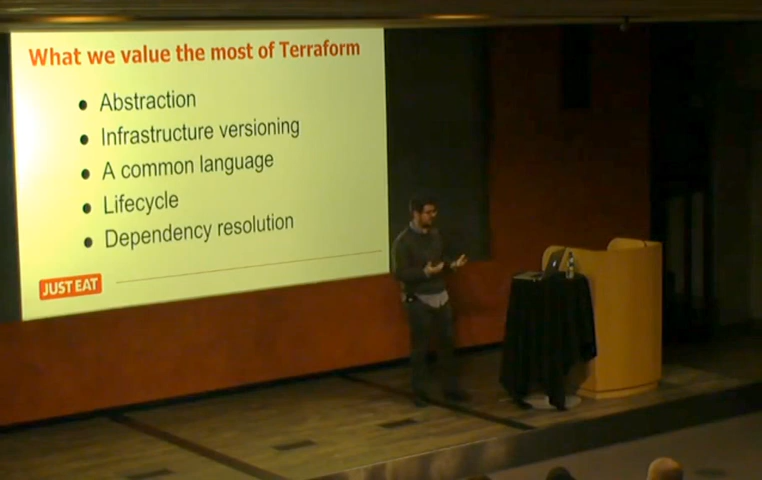 What we value the most of Terraform
● Abstraction
● Infrastructure versioning
● A common language
● Lifecycle
● Dependency resolution
JUST EAT